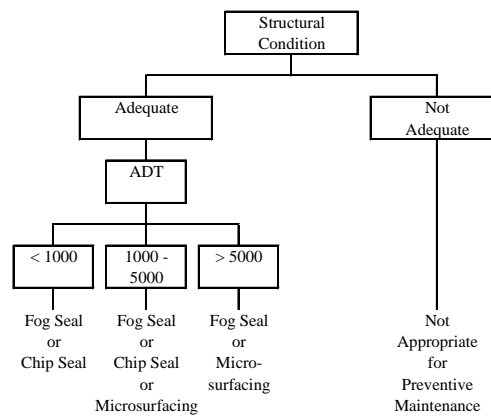 Structural
Condition
Adequate
Not
Adequate
ADT
< 1000
1000 -
5000
> 5000
Fog Seal
or
Chip Seal
Fog Seal
or
Chip Seal
or
Microsurfacing
Fog Seal
or
Micro-
surfacing
Not
Appropriate
for
Preventive
Maintenance